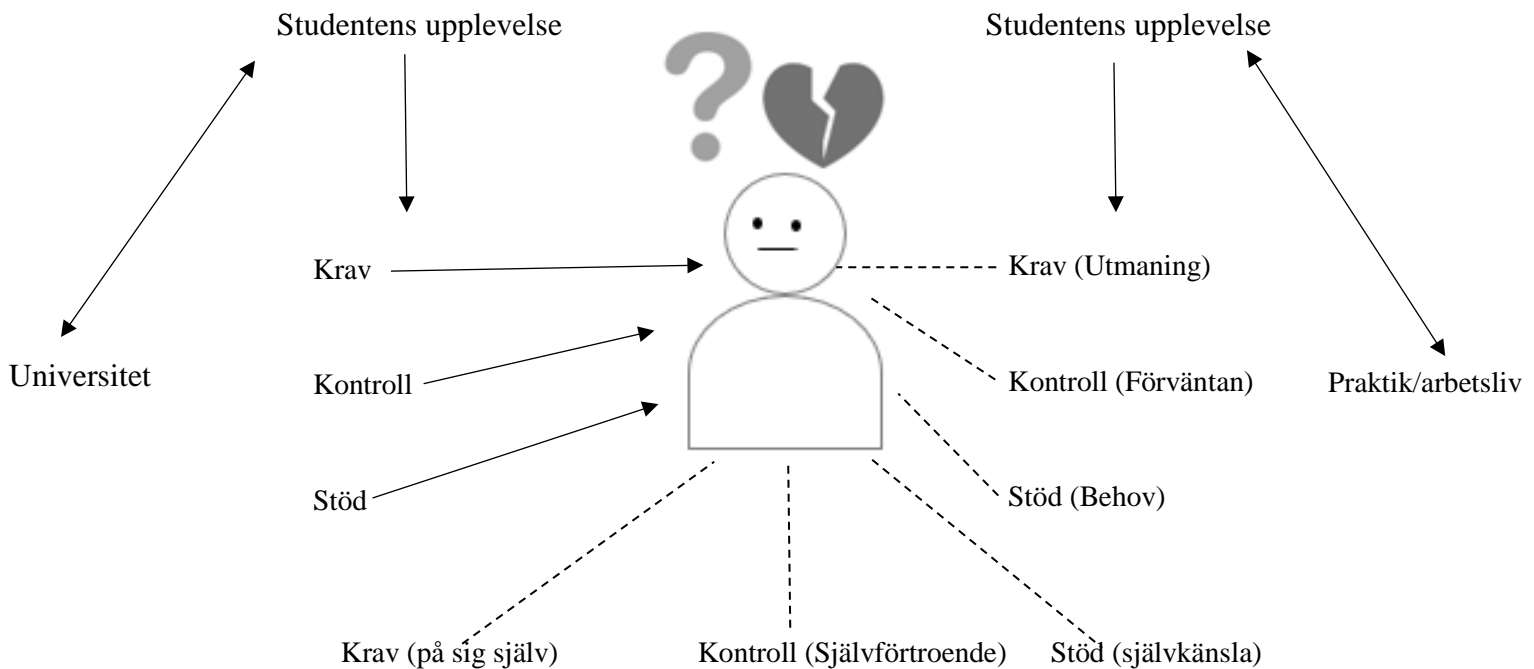 Studentens upplevelse
Studentens upplevelse
Krav
Krav (Utmaning)
Universitet
Kontroll
Kontroll (Förväntan)
Praktik/arbetsliv
Stöd
Stöd (Behov)
Krav (på sig själv)
Kontroll (Självförtroende)
Stöd (självkänsla)